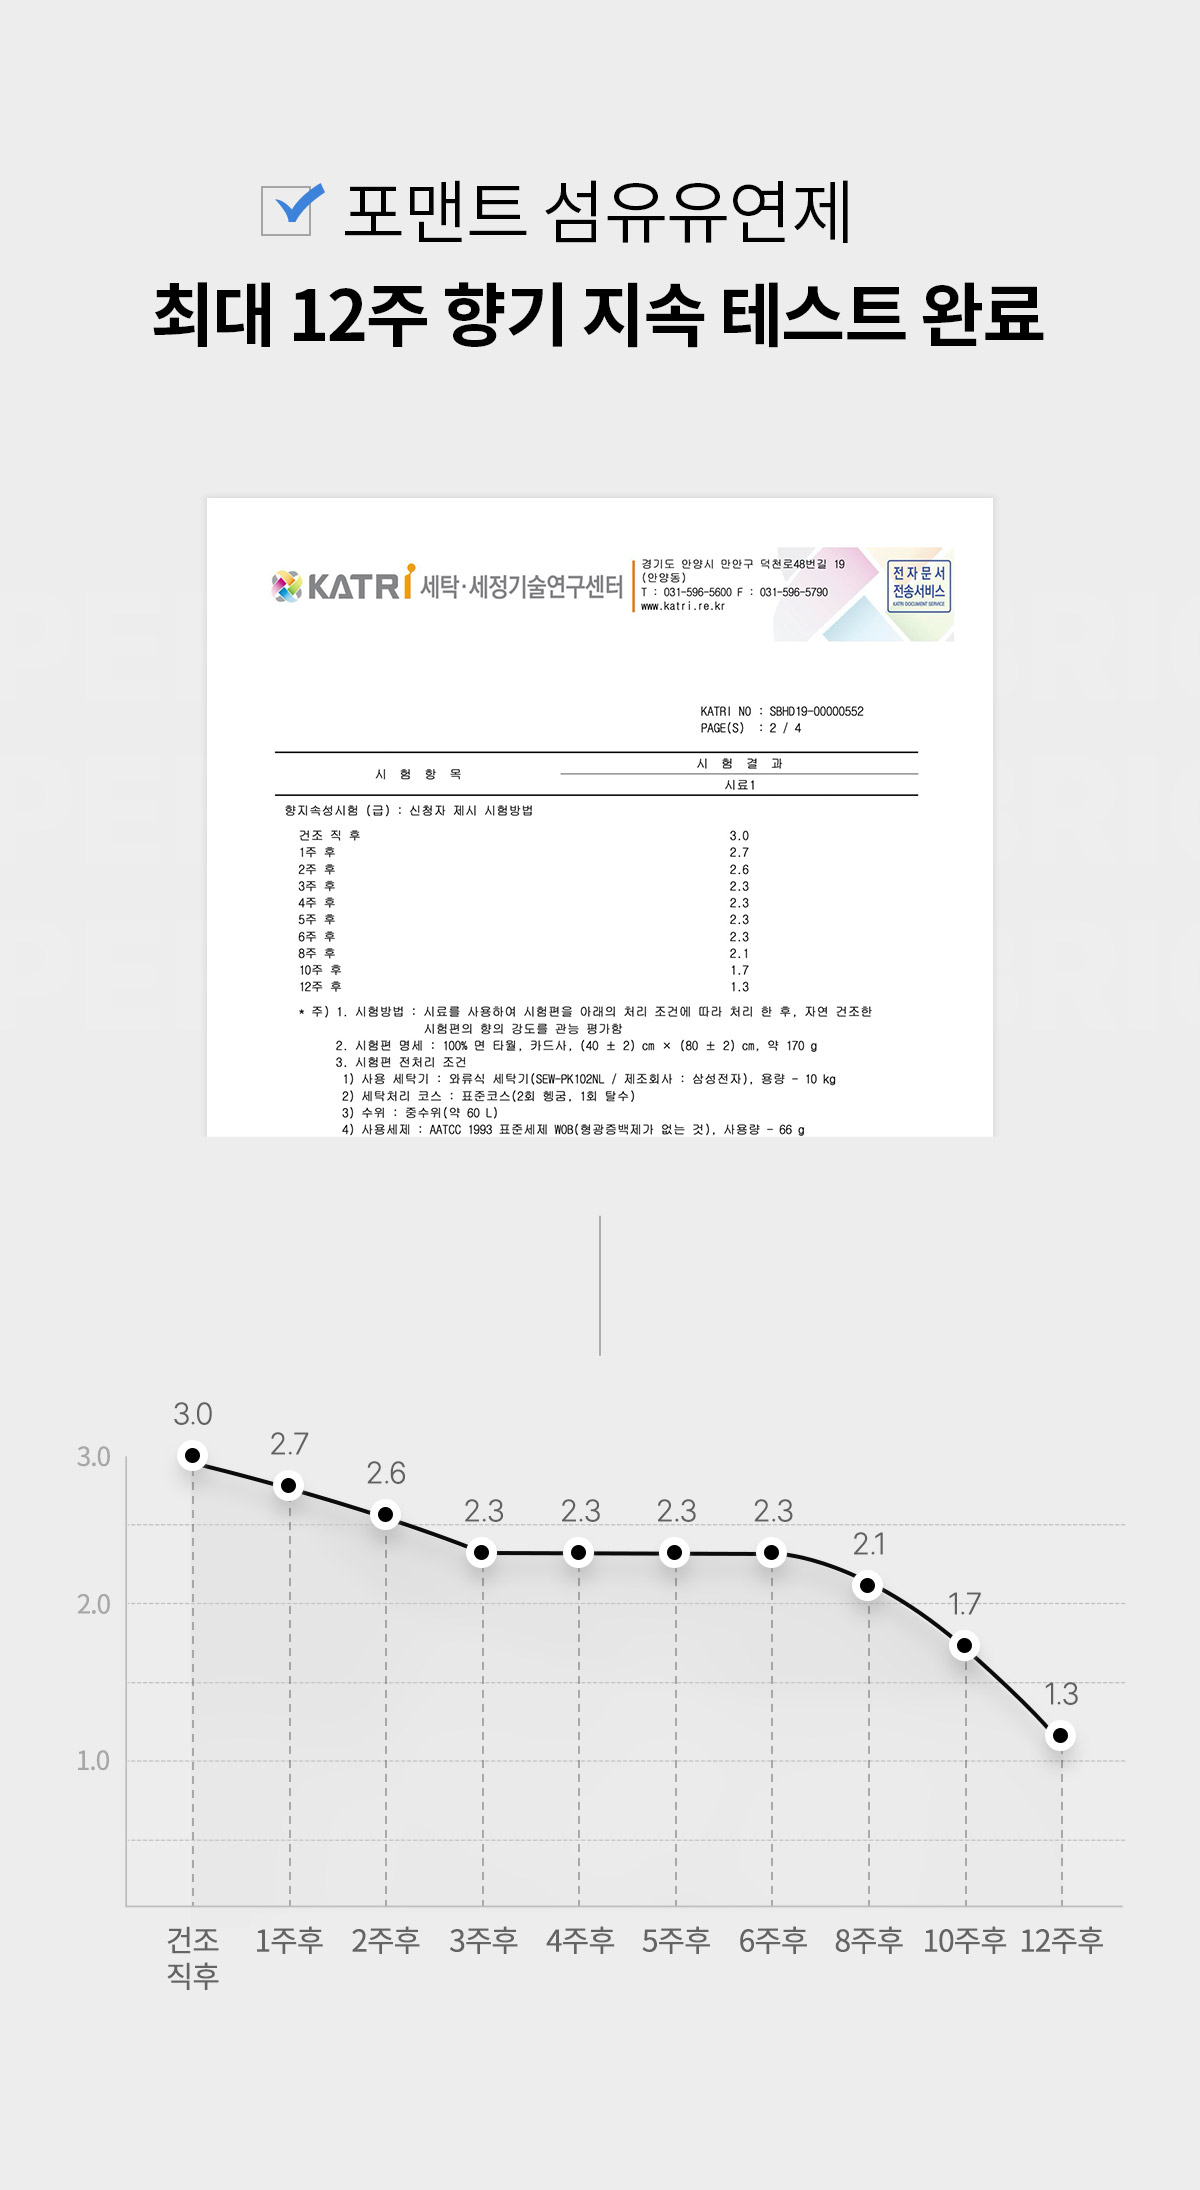 포맨트 섬유유연제
최대 12주 향기 지속 테스트 완료
KATRi 세탁·세정기술연구센터
경기도 안양시 만안구 덕천로48번길 19
(안양동)
T : 031-596-5600 F : 031-596-5790
www.katri.re.kr
전자문서
전송서비스
KATRI DOCUMENT SERVICE
KATRI NO : SBHD19-00000552
PAGE(S) : 2 / 4
시 험 항 목
시 험 결 과
시료1
향지속성시험 (급) : 신청자 제시 시험방법
건조 직 후 3.0
1주 후 2.7
2주 후 2.6
3주 후 2.3
4주 후 2.3
5주 후 2.3
6주 후 2.3
8주 후 2.1
10주 후 1.7
12주 후 1.3
* 주) 1. 시험방법 : 시료를 사용하여 시험편을 아래의 처리 조건에 따라 처리 한 후, 자연 건조한
시험편의 향의 강도를 관능 평가함
2. 시험편 명세 : 100% 면 타월, 카드사, (40 ± 2) cm × (80 ± 2) cm, 약 170 g
3. 시험편 전처리 조건
1) 사용 세탁기 : 와류식 세탁기(SEW-PK102NL / 제조회사 : 삼성전자), 용량 - 10 kg
2) 세탁처리 코스 : 표준코스(2회 헹굼, 1회 탈수)
3) 수위 : 중수위(약 60 L)
4) 사용세제 : AATCC 1993 표준세제 WOB(형광증백제가 없는 것), 사용량 - 66 g
3.0
2.7
2.6
2.3
2.3
2.3
2.3
2.1
1.7
1.3
3.0
2.0
1.0
건조
직후
1주후
2주후
3주후
4주후
5주후
6주후
8주후
10주후
12주후